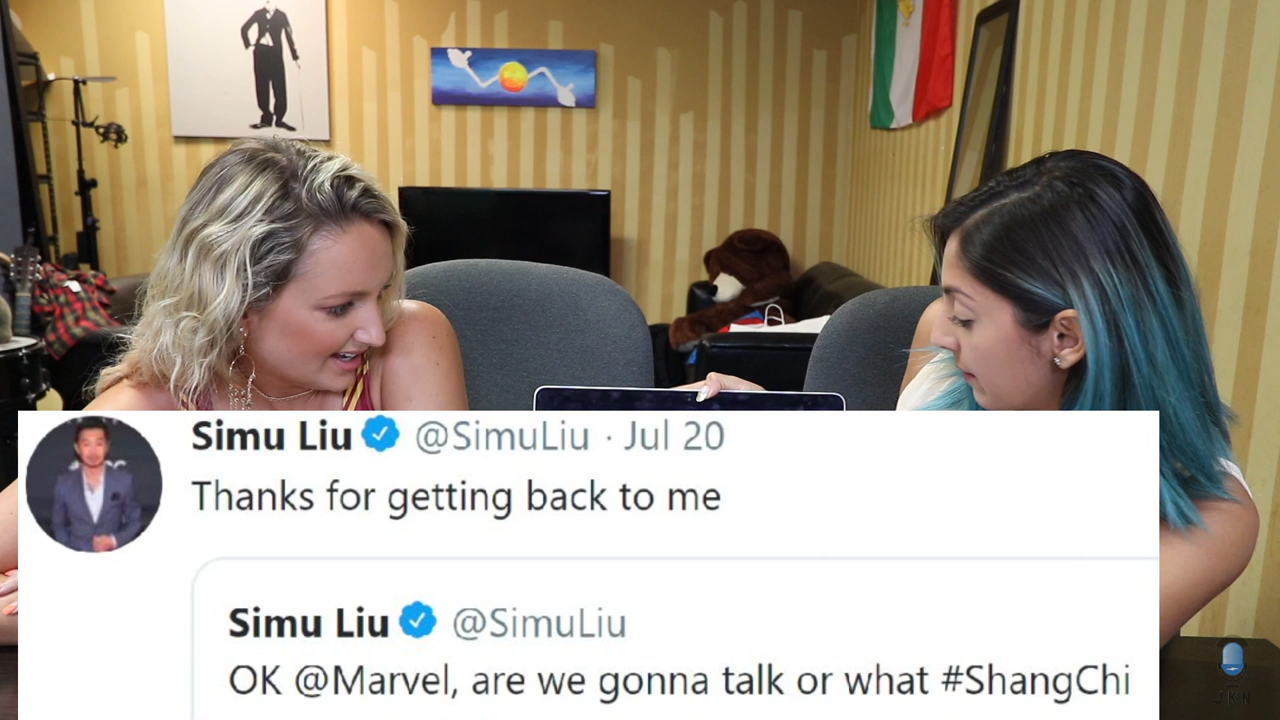 Simu Liu @SimuLiu · Jul 20
Thanks for getting back to me
Simu Liu @SimuLiu
OK @Marvel, are we gonna talk or what #ShangChi
JKN